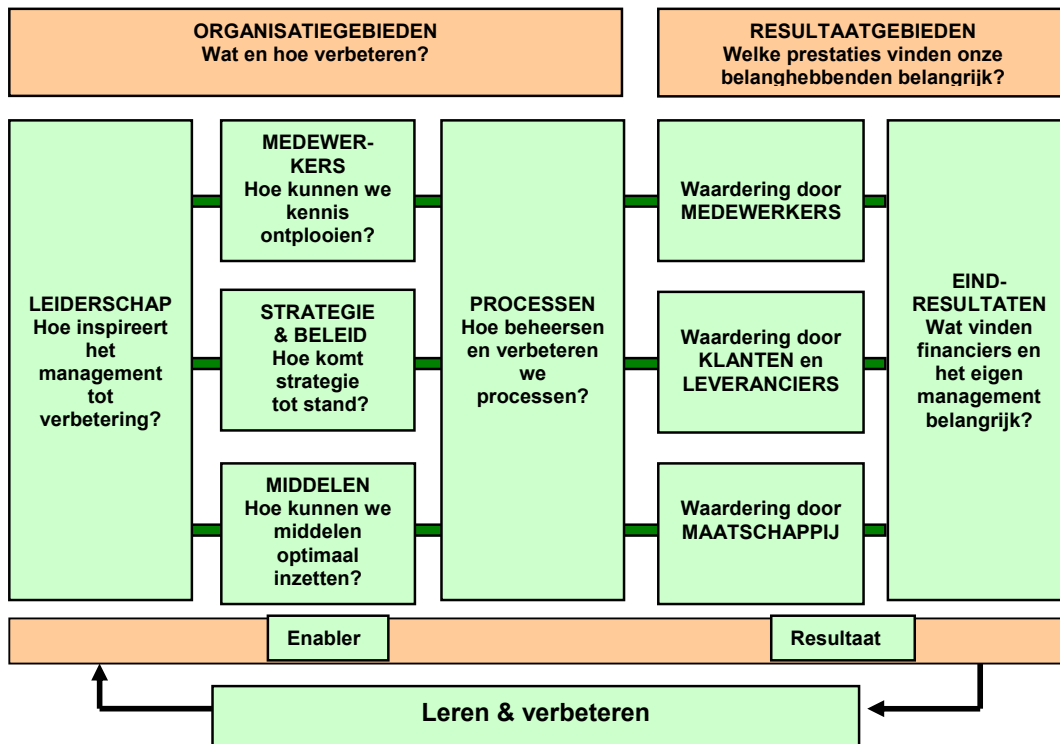 ORGANISATIEGEBIEDEN
Wat en hoe verbeteren?
RESULTAATGEBIEDEN
Welke prestaties vinden onze
belanghebbenden belangrijk?
LEIDERSCHAP
Hoe inspireert
het
management
tot
verbetering?
MEDEWER-
KERS
Hoe kunnen we
kennis
ontplooien?
STRATEGIE
& BELEID
Hoe komt
strategie
tot stand?
MIDDELEN
Hoe kunnen we
middelen
optimaal
inzetten?
PROCESSEN
Hoe beheersen
en verbeteren
we
processen?
Waardering door
MEDEWERKERS
Waardering door
KLANTEN en
LEVERANCIERS
Waardering door
MAATSCHAPPIJ
EIND-
RESULTATEN
Wat vinden
financiers en
het eigen
management
belangrijk?
Enabler
Resultaat
Leren & verbeteren